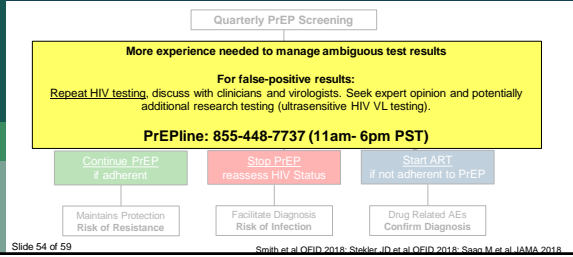 Quarterly PrEP Screening
More experience needed to manage ambiguous test results
For false-positive results:
Repeat HIV testing, discuss with clinicians and virologists. Seek expert opinion and potentially
additional research testing (ultrasensitive HIV VL testing).
PrEPline: 855-448-7737 (11am- 6pm PST)
Continue PrEP
if adherent
Stop PrEP
reassess HIV Status
Start ART
if not adherent to PrEP
Maintains Protection
Risk of Resistance
Facilitate Diagnosis
Risk of Infection
Drug Related AEs
Confirm Diagnosis
Slide 54 of 59
Smith et al OFID 2018; Stekler JD et al OFID 2018; Saag M et al JAMA 2018